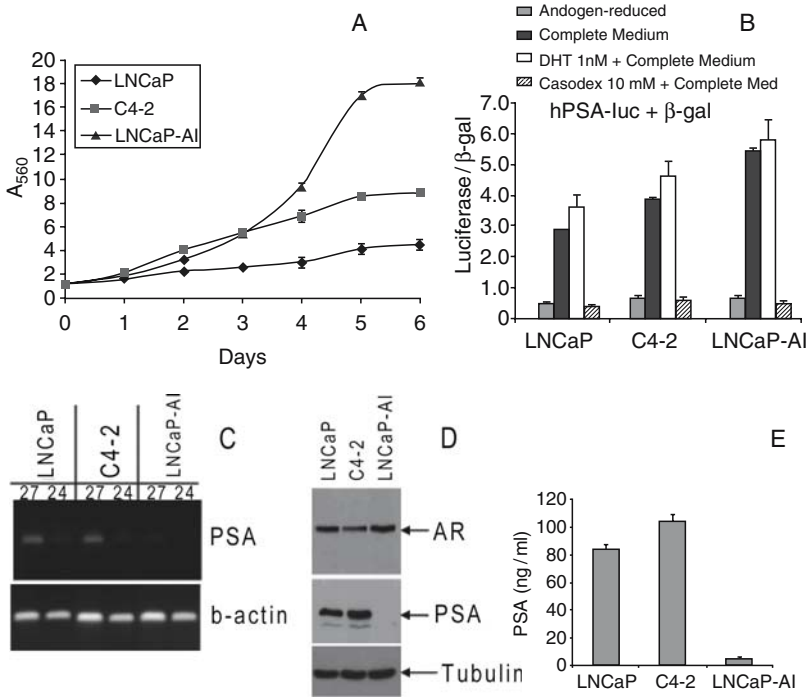 A
LNCaP
C4-2
LNCaP-AI
20
18
16
14
12
10
8
6
4
2
0
A560
0 1 2 3 4 5 6
Days
Andogen-reduced
Complete Medium
DHT 1nM + Complete Medium
Casodex 10 mM + Complete Med
B
hPSA-luc + β-gal
7.0
6.0
5.0
4.0
3.0
2.0
1.0
.0
Luciferase / β-gal
LNCaP C4-2 LNCaP-AI
C
LNCaP C4-2 LNCaP-AI
27 24 27 24 27 24
PSA
b-actin
D
LNCaP C4-2 LNCaP-AI
AR
PSA
Tubulin
E
120
100
80
60
40
20
0
PSA (ng / ml)
LNCaP C4-2 LNCaP-AI